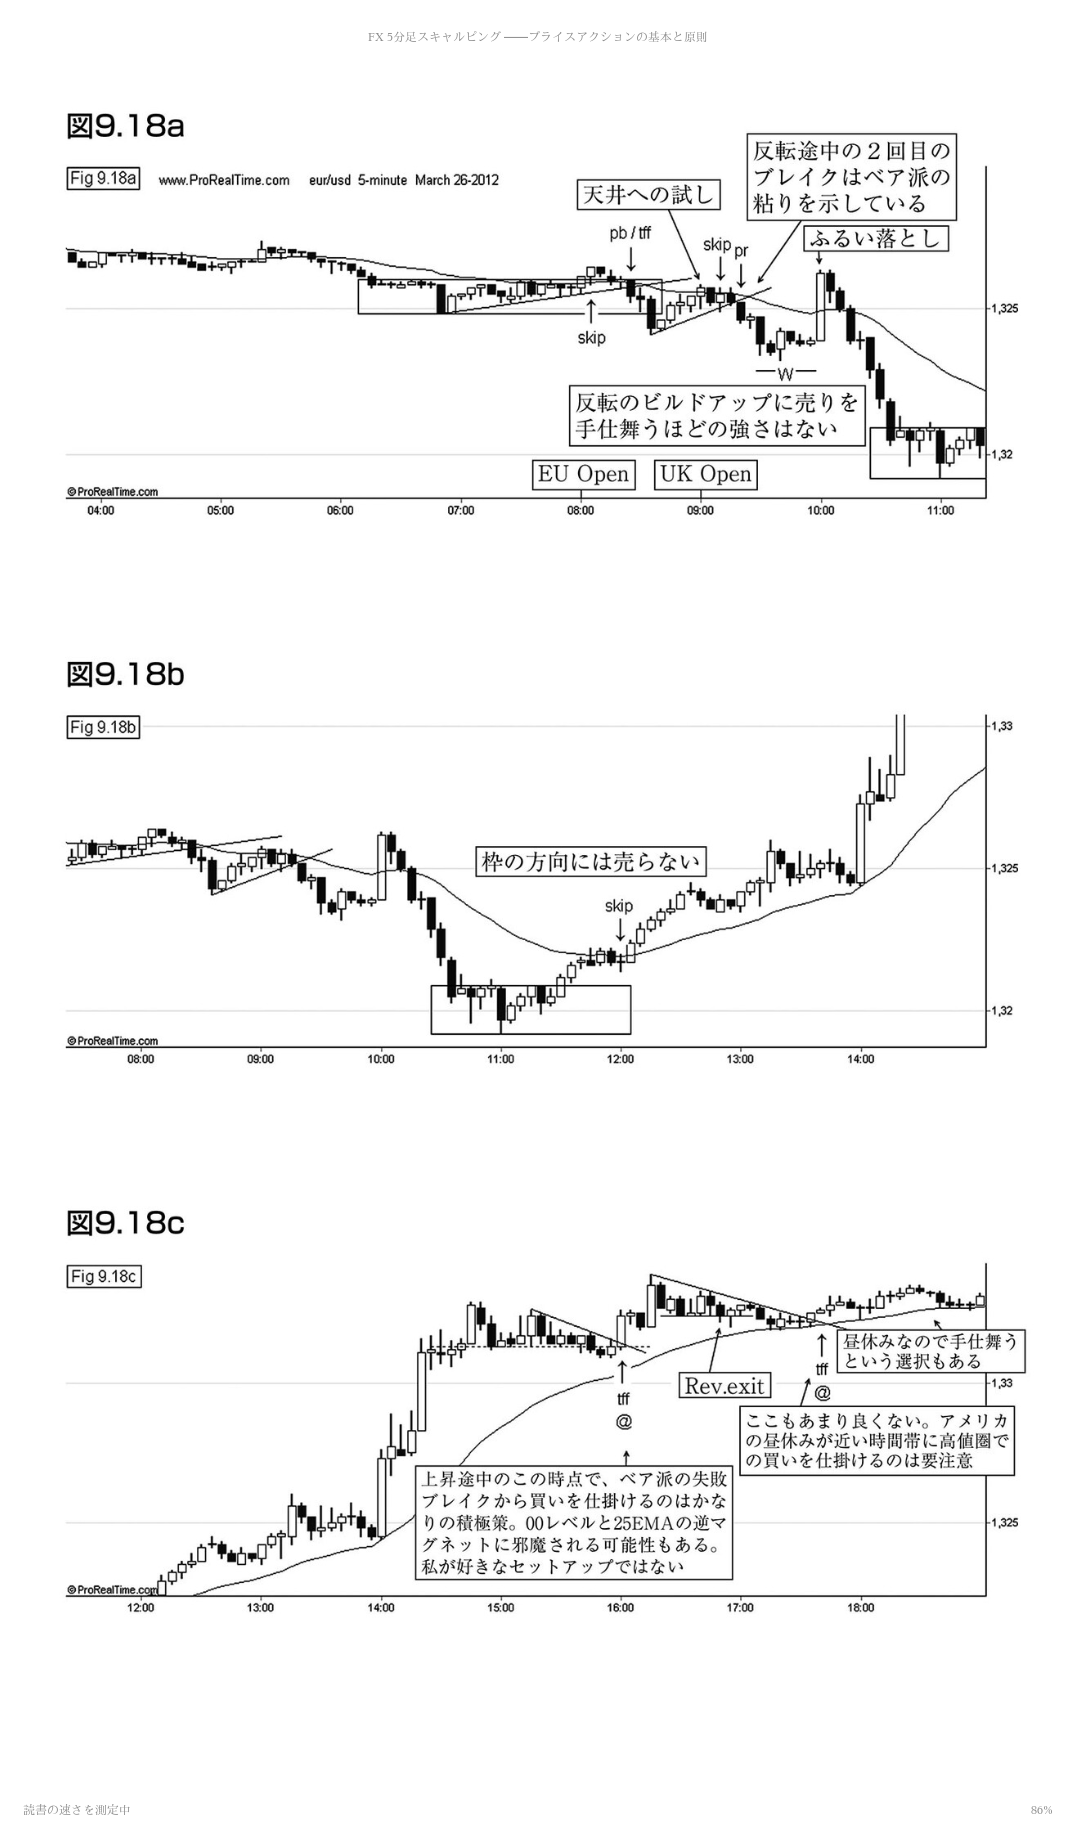 FX 5分足スキャルピング ――プライスアクションの基本と原則
図9.18a
Fig 9.18a
www.ProRealTime.com eur/usd 5-minute March 26-2012
反転途中の２回目の
ブレイクはベア派の
粘りを示している
天井への試し
pb / tff
skip
pr
ふるい落とし
1,325
skip
W
反転のビルドアップに売りを
手仕舞うほどの強さはない
1,32
EU Open
UK Open
©ProRealTime.com
04:00 05:00 06:00 07:00 08:00 09:00 10:00 11:00
図9.18b
Fig 9.18b
1,33
枠の方向には売らない
1,325
skip
1,32
©ProRealTime.com
08:00 09:00 10:00 11:00 12:00 13:00 14:00
図9.18c
Fig 9.18c
昼休みなので手仕舞う
という選択もある
tff
@
Rev.exit
1,33
tff
@
ここもあまり良くない。アメリカ
の昼休みが近い時間帯に高値圏で
の買いを仕掛けるのは要注意
上昇途中のこの時点で、ベア派の失敗
ブレイクから買いを仕掛けるのはかな
りの積極策。00レベルと25EMAの逆マ
グネットに邪魔される可能性もある。
私が好きなセットアップではない
1,325
©ProRealTime.com
12:00 13:00 14:00 15:00 16:00 17:00 18:00
読書の速さを測定中
86%